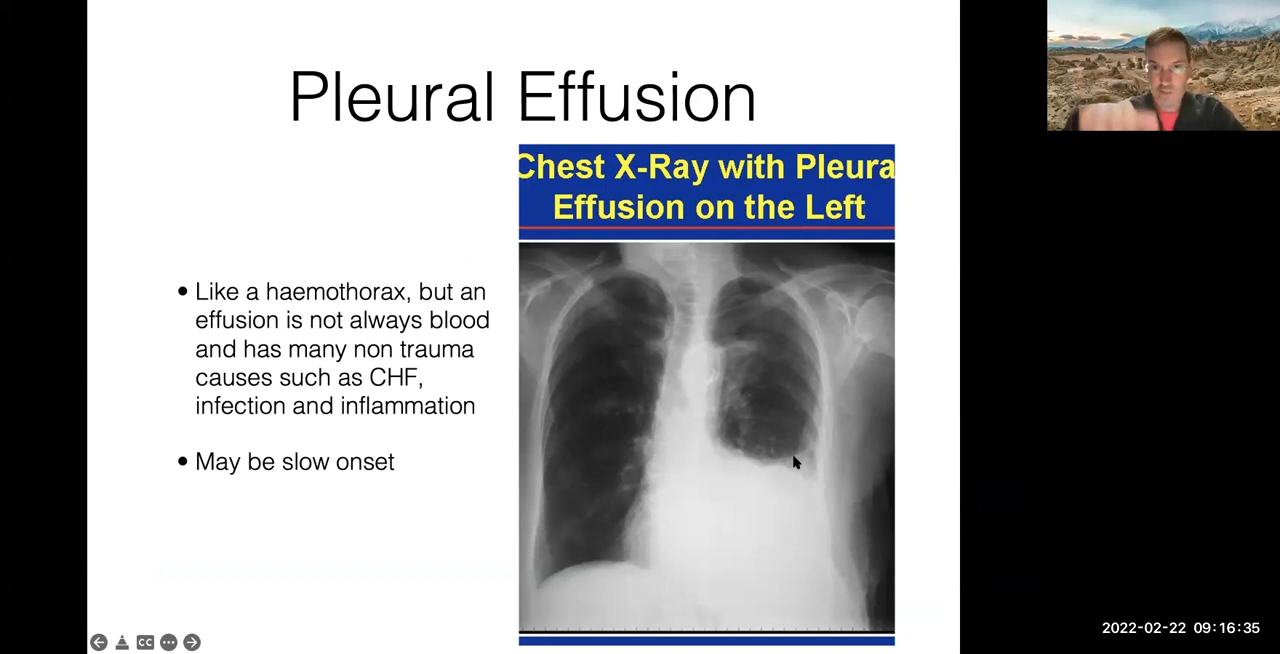 Pleural Effusion
Chest X-Ray with Pleura
Effusion on the Left
• Like a haemothorax, but an
effusion is not always blood
and has many non trauma
causes such as CHF,
infection and inflammation
• May be slow onset
CC
2022-02-22 09:16:35